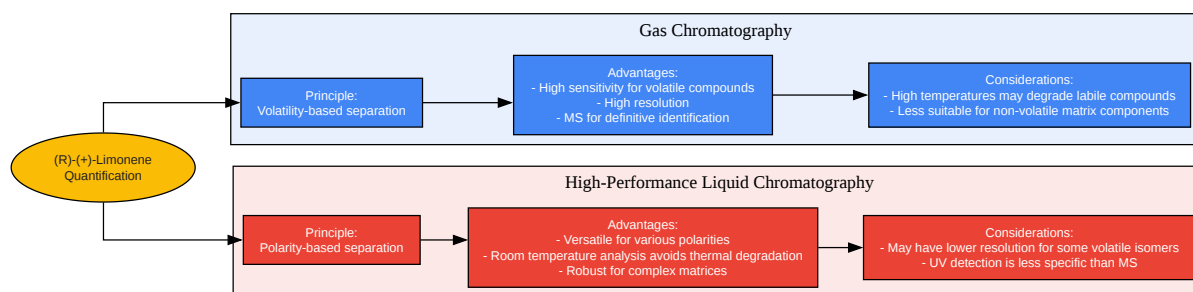 Gas Chromatography
Principle:
Volatility-based separation
Advantages:
- High sensitivity for volatile compounds
- High resolution
- MS for definitive identification
Considerations:
- High temperatures may degrade labile compounds
- Less suitable for non-volatile matrix components
(R)-(+)-Limonene
Quantification
High-Performance Liquid Chromatography
Principle:
Polarity-based separation
Advantages:
- Versatile for various polarities
- Room temperature analysis avoids thermal degradation
- Robust for complex matrices
Considerations:
- May have lower resolution for some volatile isomers
- UV detection is less specific than MS